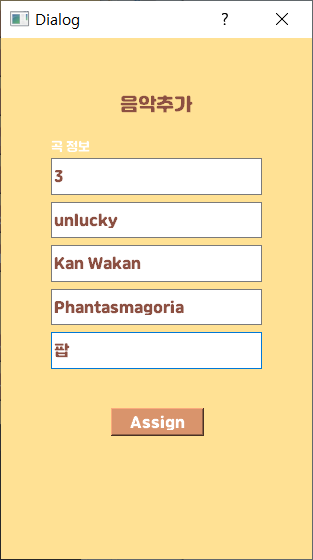 Dialog
음악추가
곡 정보
3
unlucky
Kan Wakan
Phantasmagoria
팝
Assign